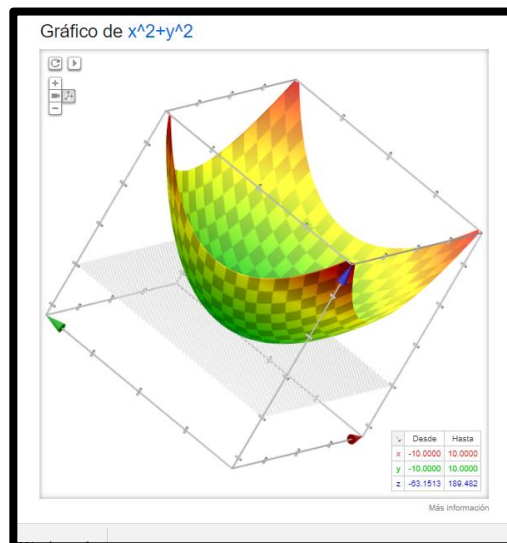 Gráfico de x^2+y^2
Desde Hasta
x -10.0000 10.0000
y -10.0000 10.0000
z -63.1513 189.482
Más información